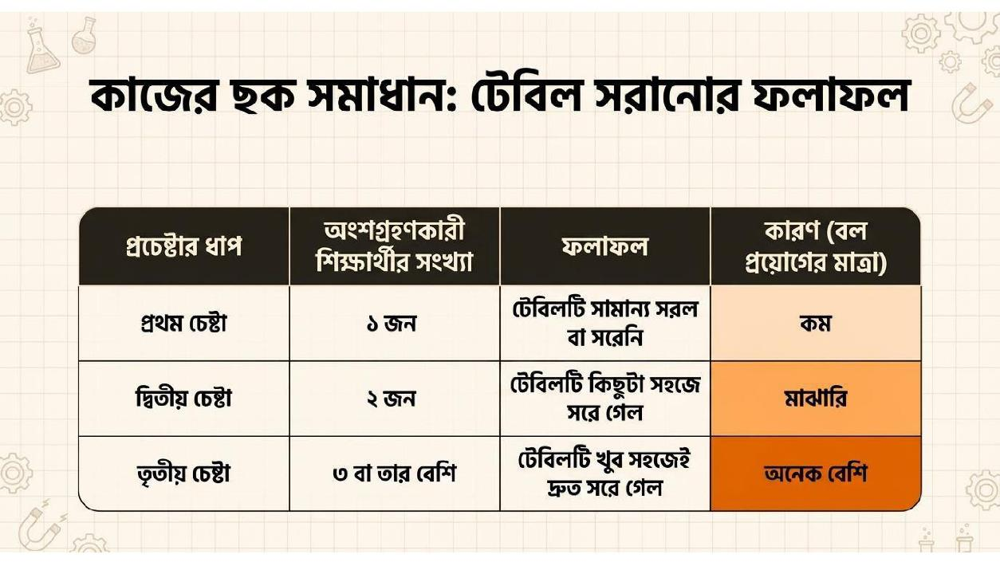 কাজের ছক সমাধান: টেবিল সরানোর ফলাফল
প্রচেষ্টার ধাপ
অংশগ্রহণকারী
শিক্ষার্থীর সংখ্যা
ফলাফল
কারণ (বল
প্রয়োগের মাত্রা)
প্রথম চেষ্টা
১ জন
টেবিলটি সামান্য সরল
বা সরেনি
কম
দ্বিতীয় চেষ্টা
২ জন
টেবিলটি কিছুটা সহজে
সরে গেল
মাঝারি
তৃতীয় চেষ্টা
৩ বা তার বেশি
টেবিলটি খুব সহজেই
দ্রুত সরে গেল
অনেক বেশি